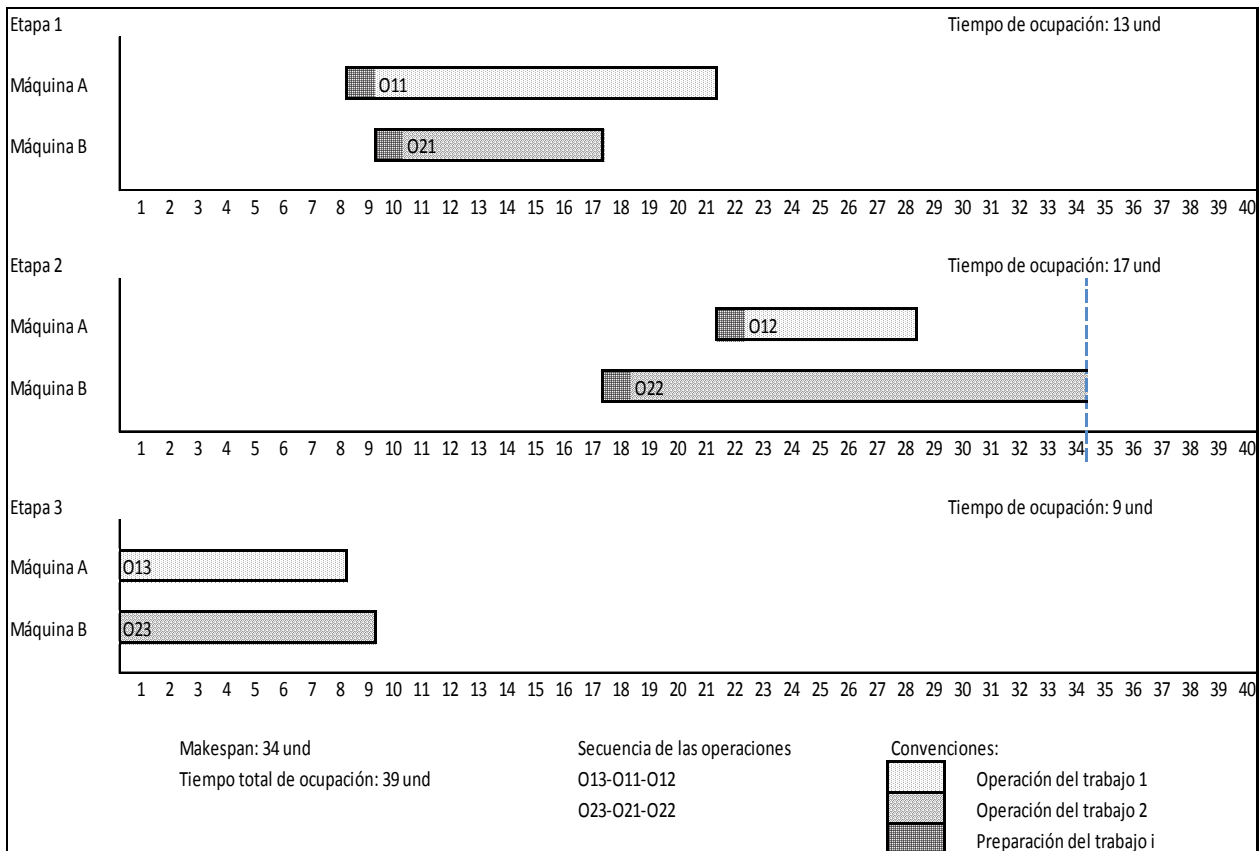 Etapa 1 Tiempo de ocupación: 13 und
Máquina A O11
Máquina B O21
1 2 3 4 5 6 7 8 9 10 11 12 13 14 15 16 17 18 19 20 21 22 23 24 25 26 27 28 29 30 31 32 33 34 35 36 37 38 39 40
Etapa 2 Tiempo de ocupación: 17 und
Máquina A O12
Máquina B O22
1 2 3 4 5 6 7 8 9 10 11 12 13 14 15 16 17 18 19 20 21 22 23 24 25 26 27 28 29 30 31 32 33 34 35 36 37 38 39 40
Etapa 3 Tiempo de ocupación: 9 und
Máquina A O13
Máquina B O23
1 2 3 4 5 6 7 8 9 10 11 12 13 14 15 16 17 18 19 20 21 22 23 24 25 26 27 28 29 30 31 32 33 34 35 36 37 38 39 40
Makespan: 34 und Secuencia de las operaciones Convenciones:
Tiempo total de ocupación: 39 und O13-O11-O12 Operación del trabajo 1
O23-O21-O22 Operación del trabajo 2
Preparación del trabajo i